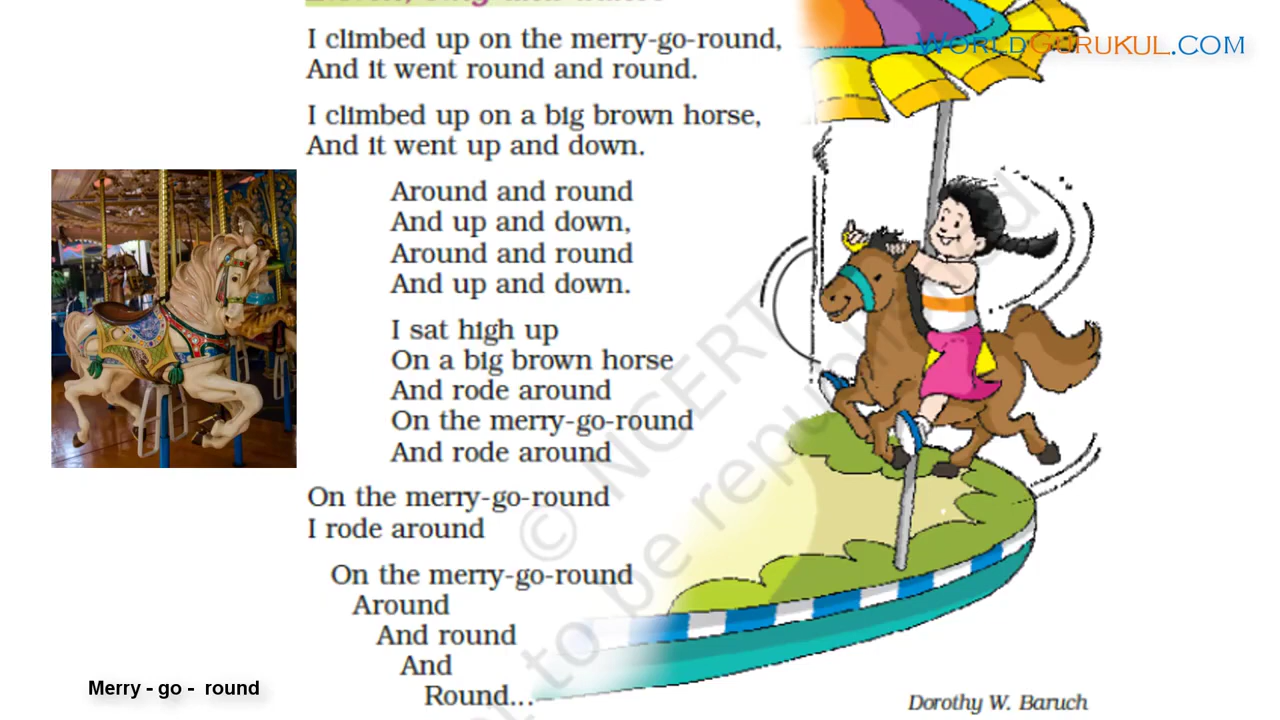 I climbed up on the merry-go-round,
And it went round and round.
I climbed up on a big brown horse,
And it went up and down.
Around and round
And up and down,
Around and round
And up and down.
I sat high up
On a big brown horse
And rode around
On the merry-go-round
And rode around
On the merry-go-round
I rode around
On the merry-go-round
Around
And round
And
Round...
Dorothy W. Baruch
Merry - go - round
WORLDGURUKUL.COM
© NCERT
to be republished